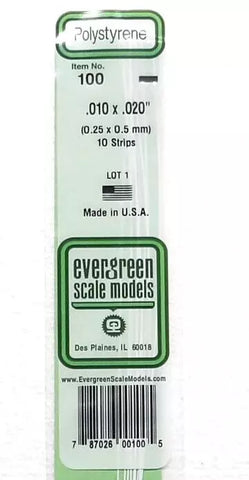 Polystyrene
Item No.
100
.010 x .020"
(0.25 x 0.5 mm)
10 Strips
LOT 1
Made in U.S.A.
evergreen
scale models
Des Plaines, IL 60018
www.EvergreenScaleModels.com
7 87026 00100 5